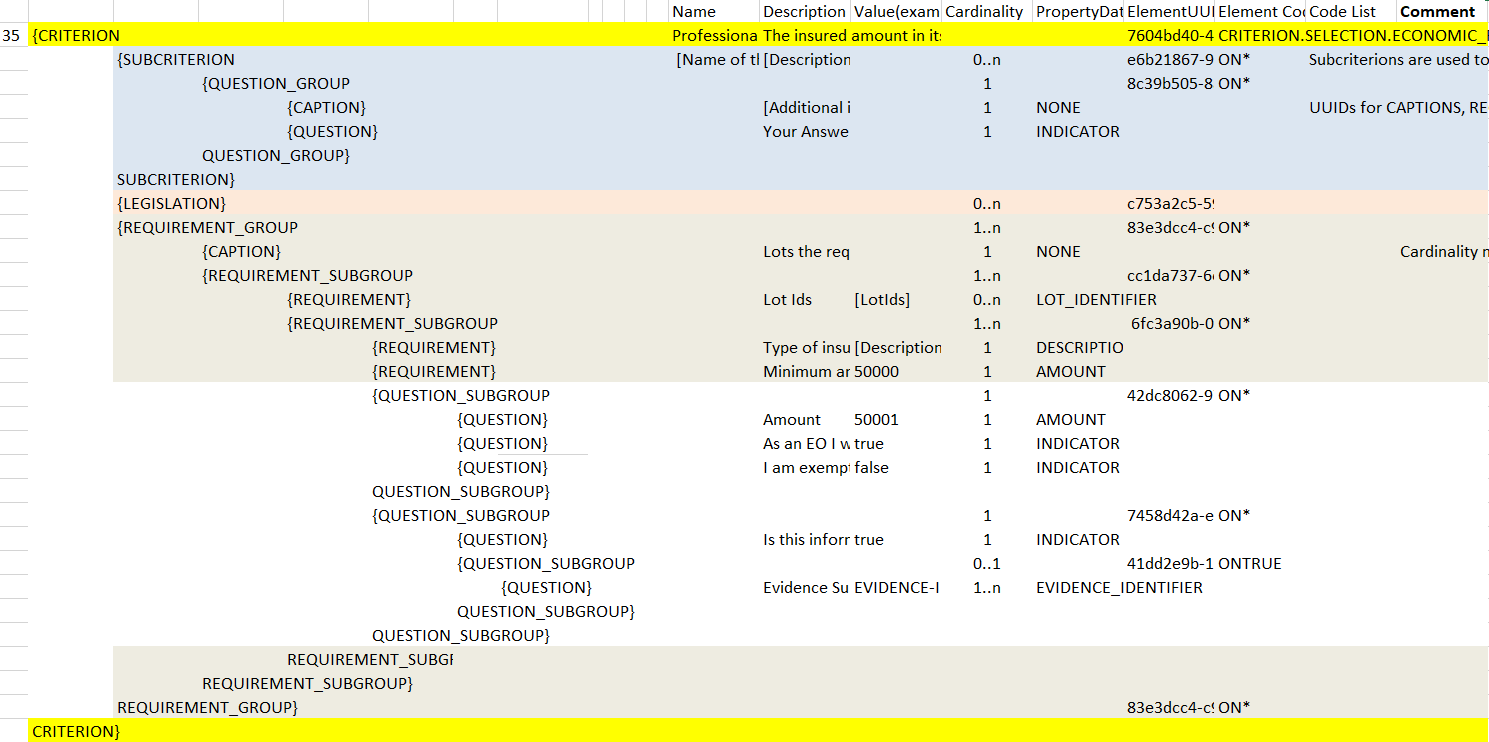 Name Description Value(exam Cardinality PropertyDat ElementUUI Element Co Code List Comment
35 {CRITERION Professiona The insured amount in its 7604bd40-4 CRITERION.SELECTION.ECONOMIC_
{SUBCRITERION [Name of th [Description 0..n e6b21867-9 ON* Subcriterions are used to
{QUESTION_GROUP 1 8c39b505-8 ON*
{CAPTION} [Additional i 1 NONE UUIDs for CAPTIONS, RE
{QUESTION} Your Answe 1 INDICATOR
QUESTION_GROUP}
SUBCRITERION}
{LEGISLATION} 0..n c753a2c5-5
{REQUIREMENT_GROUP 1..n 83e3dcc4-c9 ON*
{CAPTION} Lots the req 1 NONE Cardinality
{REQUIREMENT_SUBGROUP 1..n cc1da737-6 ON*
{REQUIREMENT} Lot Ids [LotIds] 0..n LOT_IDENTIFIER
{REQUIREMENT_SUBGROUP 1..n 6fc3a90b-0 ON*
{REQUIREMENT} Type of insu [Description 1 DESCRIPTIO
{REQUIREMENT} Minimum ar 50000 1 AMOUNT
{QUESTION_SUBGROUP 1 42dc8062-9 ON*
{QUESTION} Amount 50001 1 AMOUNT
{QUESTION} As an EO I w true 1 INDICATOR
{QUESTION} I am exemp false 1 INDICATOR
QUESTION_SUBGROUP}
{QUESTION_SUBGROUP 1 7458d42a-e ON*
{QUESTION} Is this inforr true 1 INDICATOR
{QUESTION_SUBGROUP 0..1 41dd2e9b-1 ONTRUE
{QUESTION} Evidence Su EVIDENCE-I 1..n EVIDENCE_IDENTIFIER
QUESTION_SUBGROUP}
QUESTION_SUBGROUP}
REQUIREMENT_SUBGF
REQUIREMENT_SUBGROUP}
REQUIREMENT_GROUP} 83e3dcc4-c9 ON*
CRITERION}